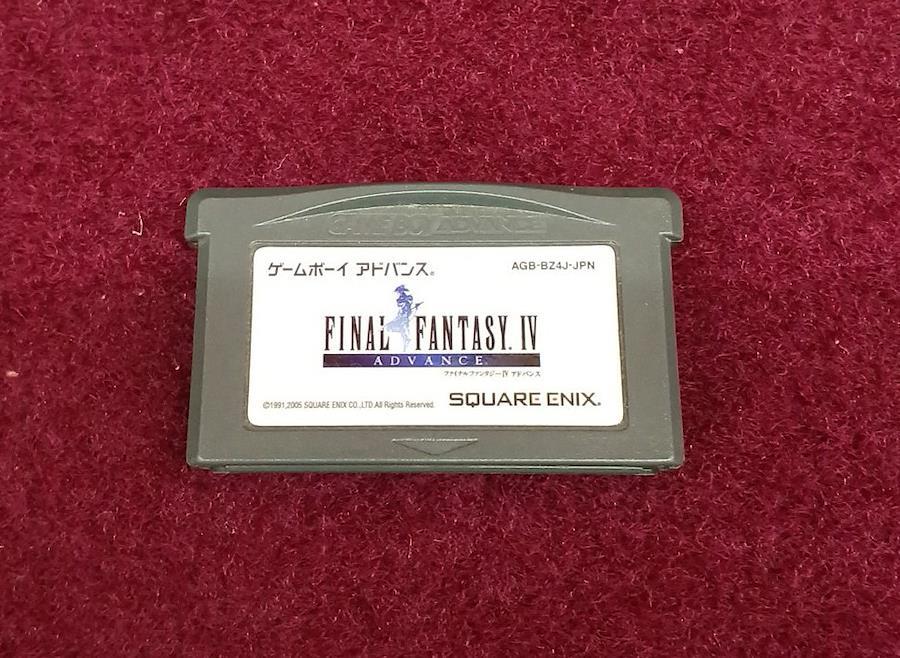 GAME BOY ADVANCE
ゲームボーイ アドバンス® AGB-BZ4J-JPN
FINAL FANTASY® IV
ADVANCE
ファイナルファンタジーIV アドバンス
©1991,2005 SQUARE ENIX CO.,LTD.All Rights Reserved. SQUARE ENIX®